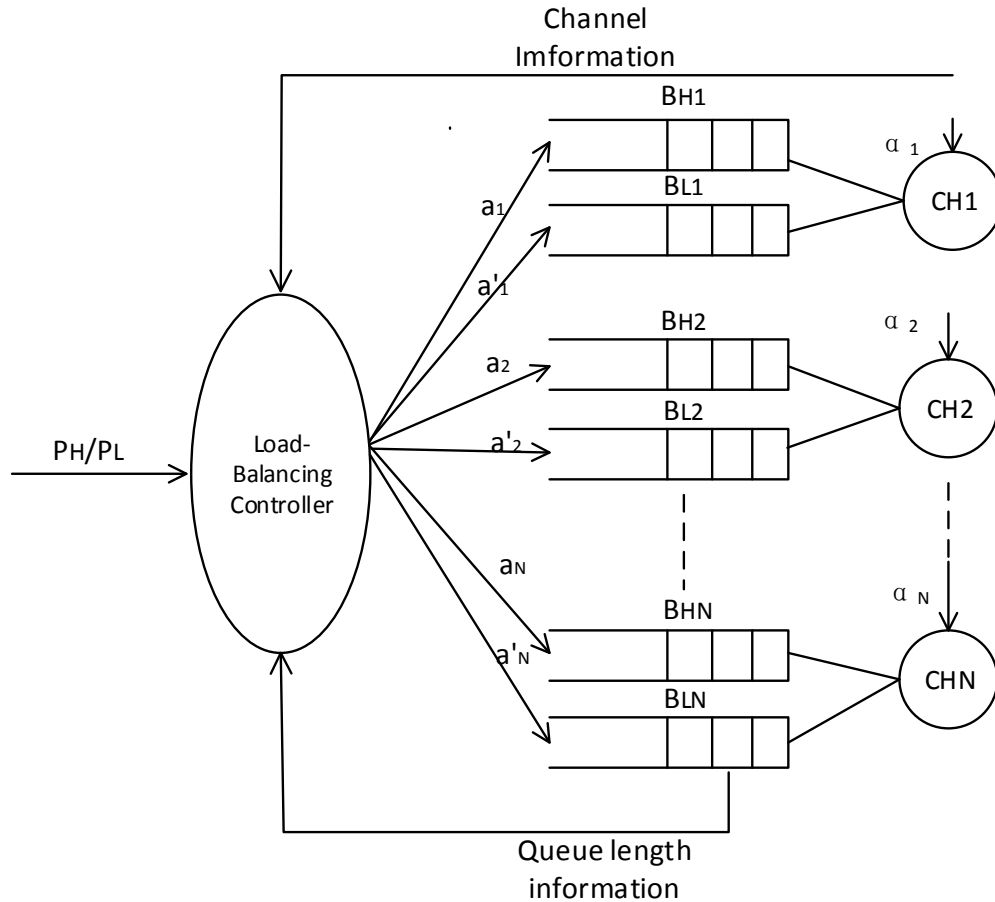 Channel
Imformation
BH1
α 1
a1
BL1
CH1
a'1
BH2
α 2
a2
BL2
CH2
a'2
PH/PL
Load-
Balancing
Controller
aN
α N
BHN
a'N
CHN
BLN
Queue length
information